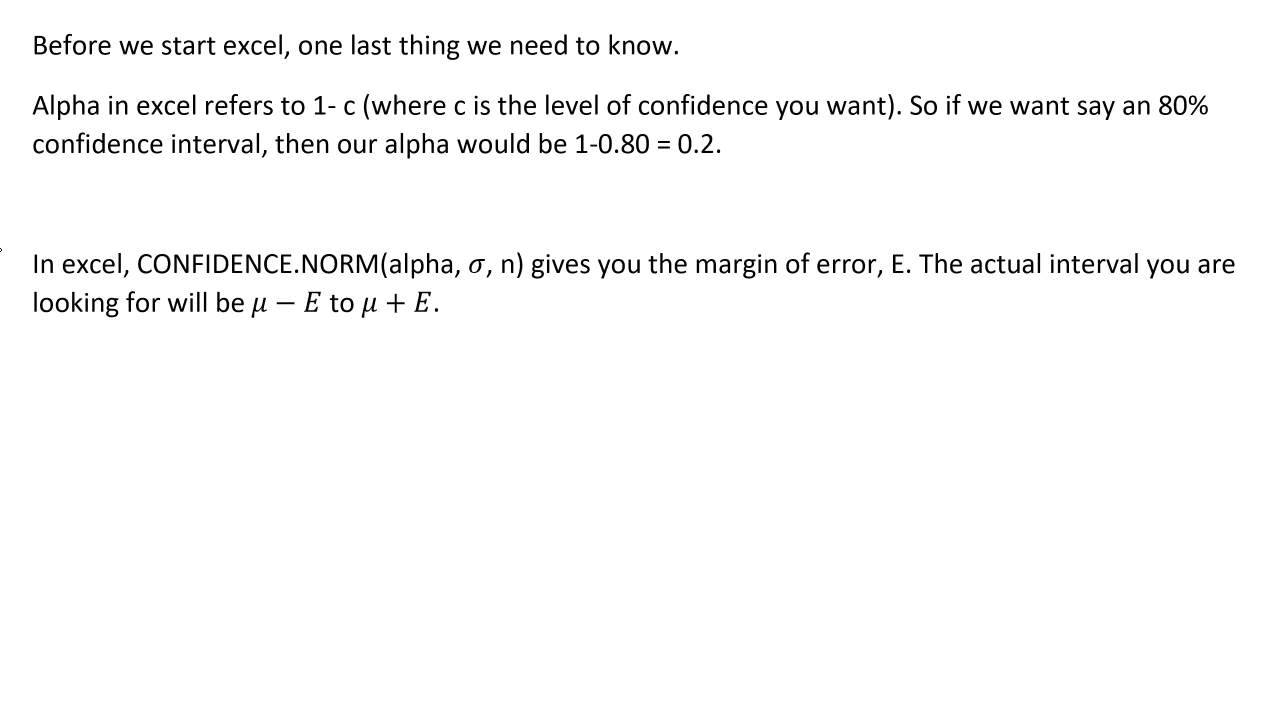 Before we start excel, one last thing we need to know.
Alpha in excel refers to 1- c (where c is the level of confidence you want). So if we want say an 80%
confidence interval, then our alpha would be 1-0.80 = 0.2.
In excel, CONFIDENCE.NORM(alpha, 𝜎, n) gives you the margin of error, E. The actual interval you are
looking for will be 𝜇 − 𝐸 to 𝜇 + 𝐸.